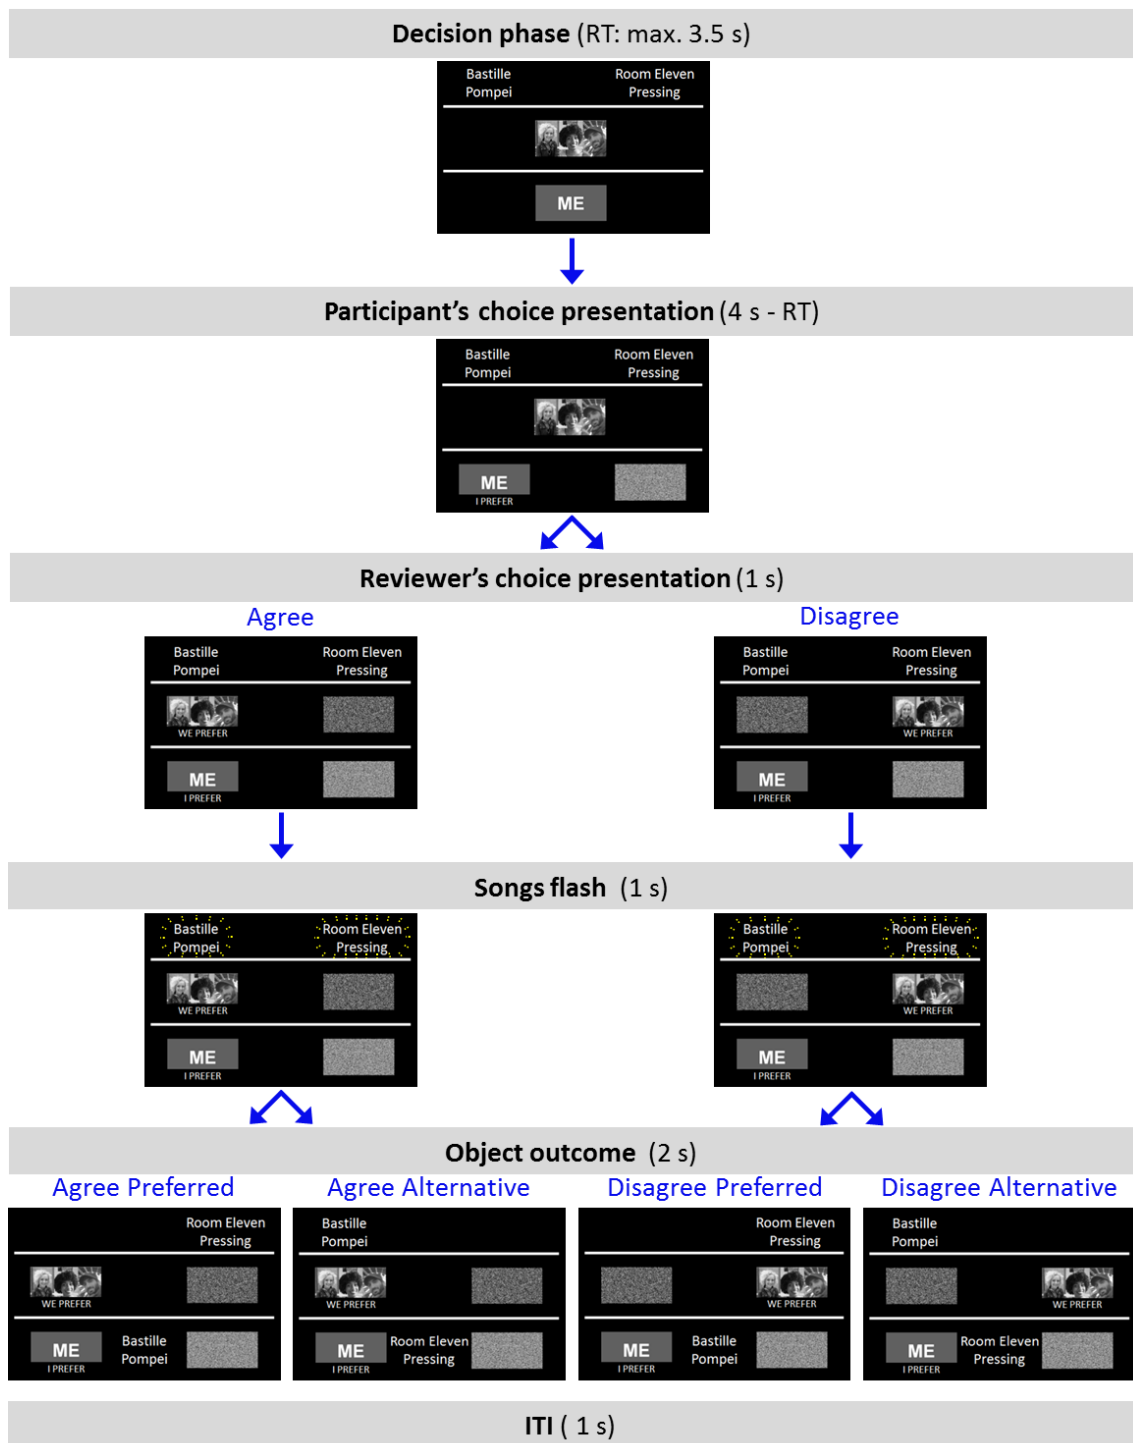 Decision phase (RT: max. 3.5 s)
Bastille Room Eleven
Pompei Pressing
ME
Participant's choice presentation (4 s - RT)
Bastille Room Eleven
Pompei Pressing
ME
I PREFER
Reviewer's choice presentation (1 s)
Agree Disagree
Bastille Room Eleven Bastille Room Eleven
Pompei Pressing Pompei Pressing
WE PREFER WE PREFER
ME ME
I PREFER I PREFER
Songs flash (1 s)
Bastille Room Eleven Bastille Room Eleven
Pompei Pressing Pompei Pressing
WE PREFER WE PREFER
ME ME
I PREFER I PREFER
Object outcome (2 s)
Agree Preferred Agree Alternative Disagree Preferred Disagree Alternative
Room Eleven Bastille Room Eleven Bastille
Pressing Pompei Pressing Pompei
WE PREFER WE PREFER WE PREFER WE PREFER
ME Bastille ME Room Eleven ME Bastille ME Room Eleven
I PREFER Pompei I PREFER Pressing I PREFER Pompei I PREFER Pressing
ITI ( 1 s)